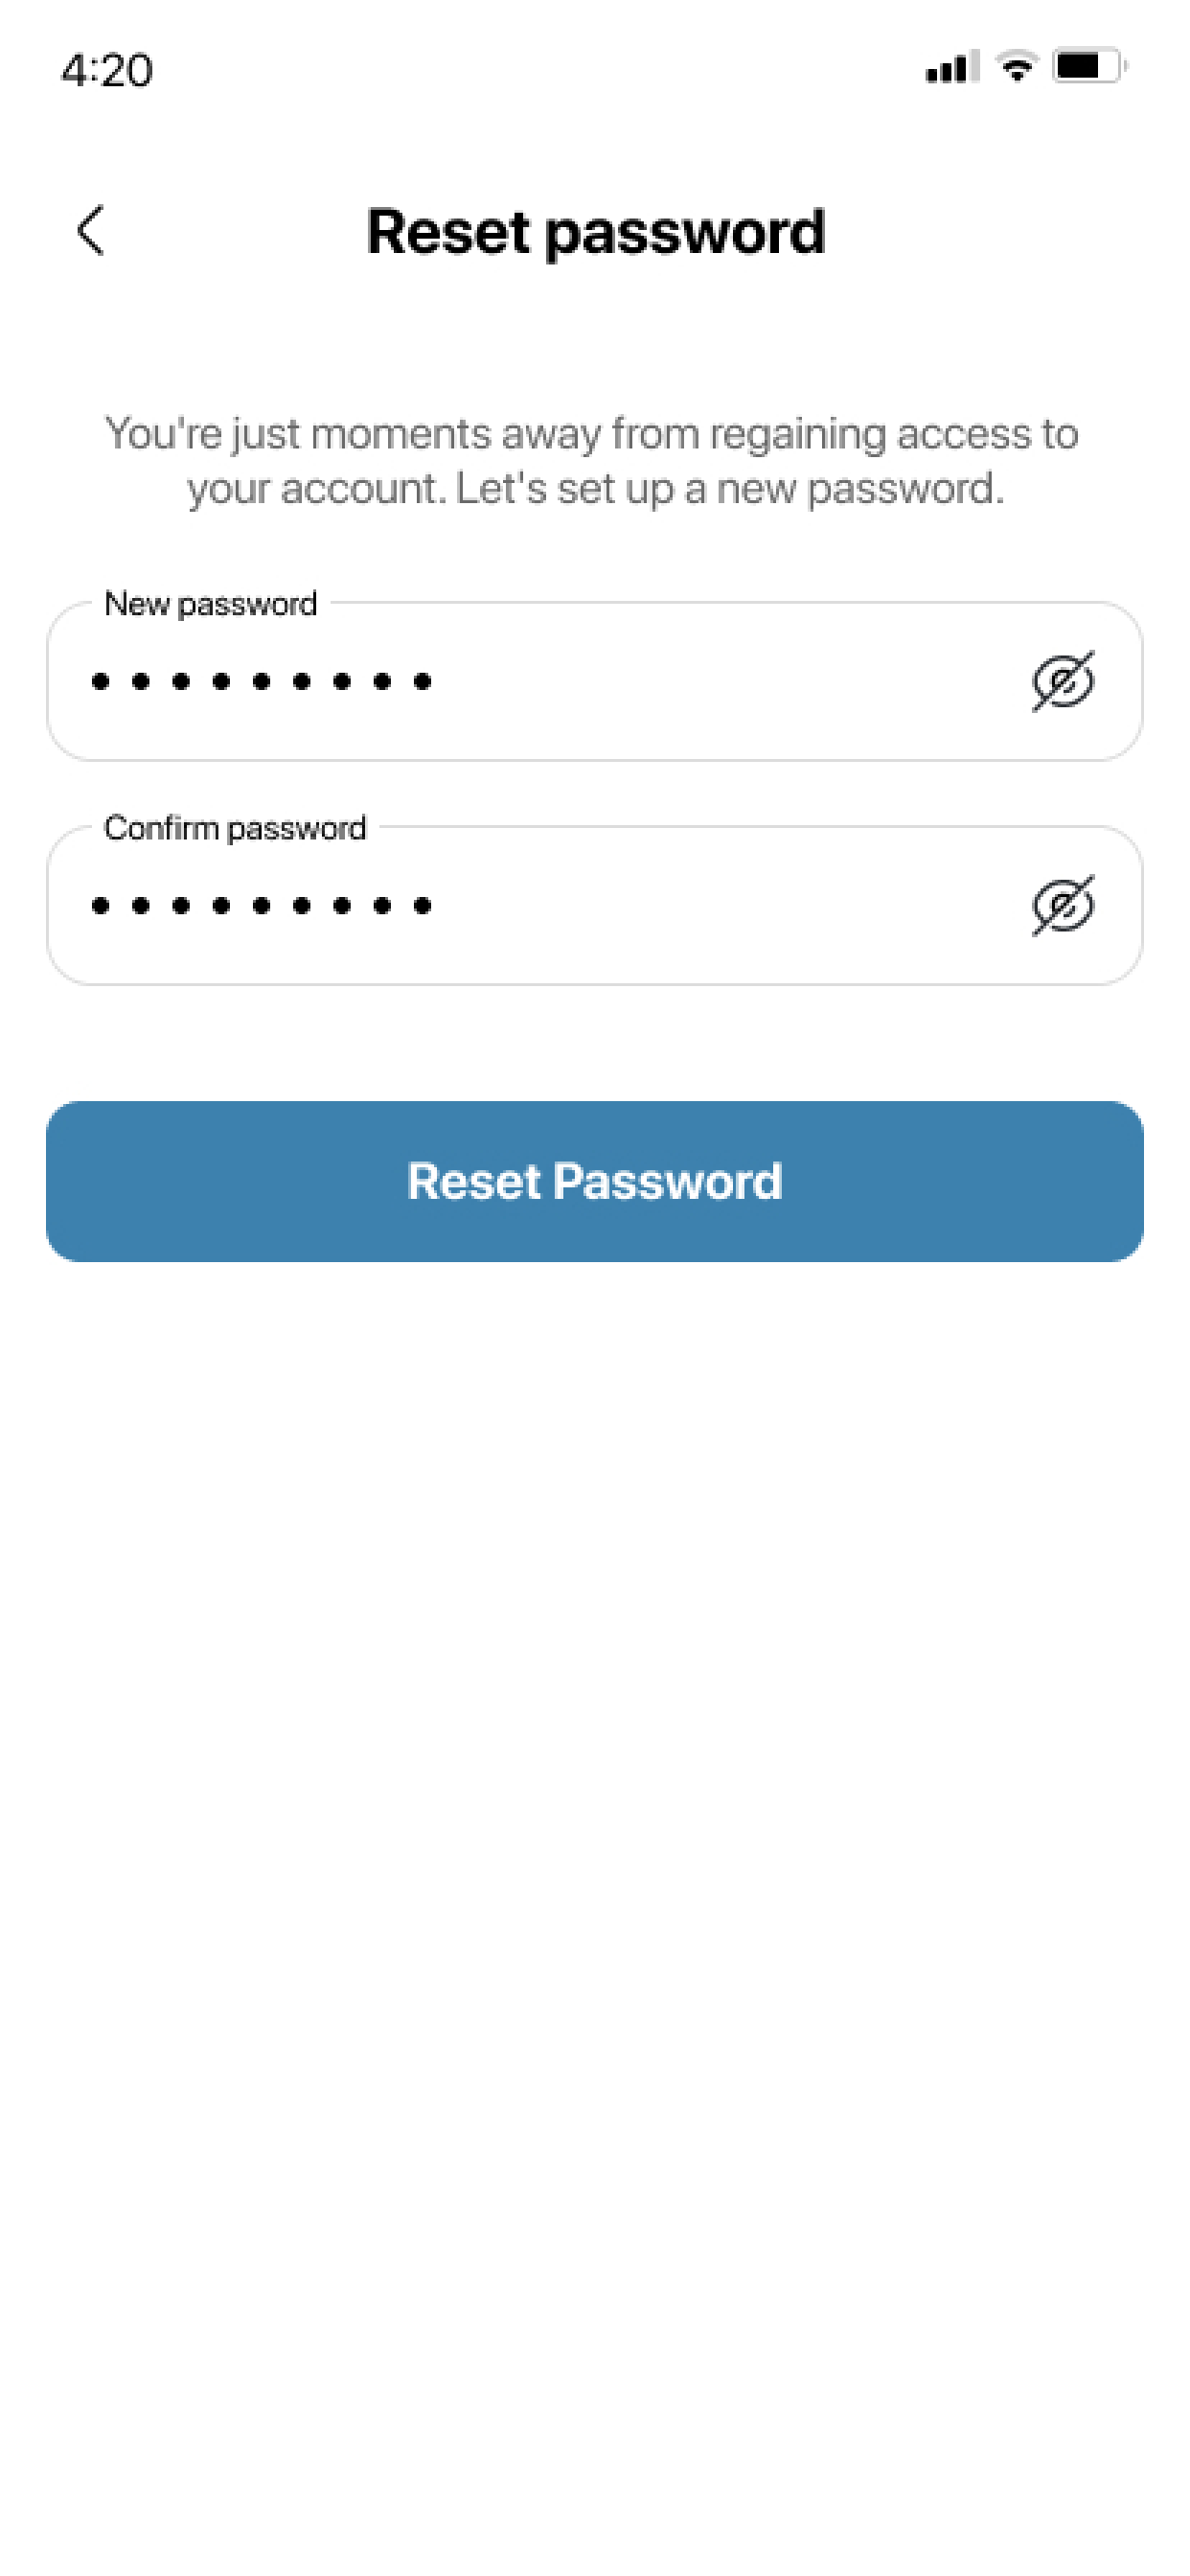 4:20
Reset password
You're just moments away from regaining access to
your account. Let's set up a new password.
New password
•••••••••
Confirm password
•••••••••
Reset Password